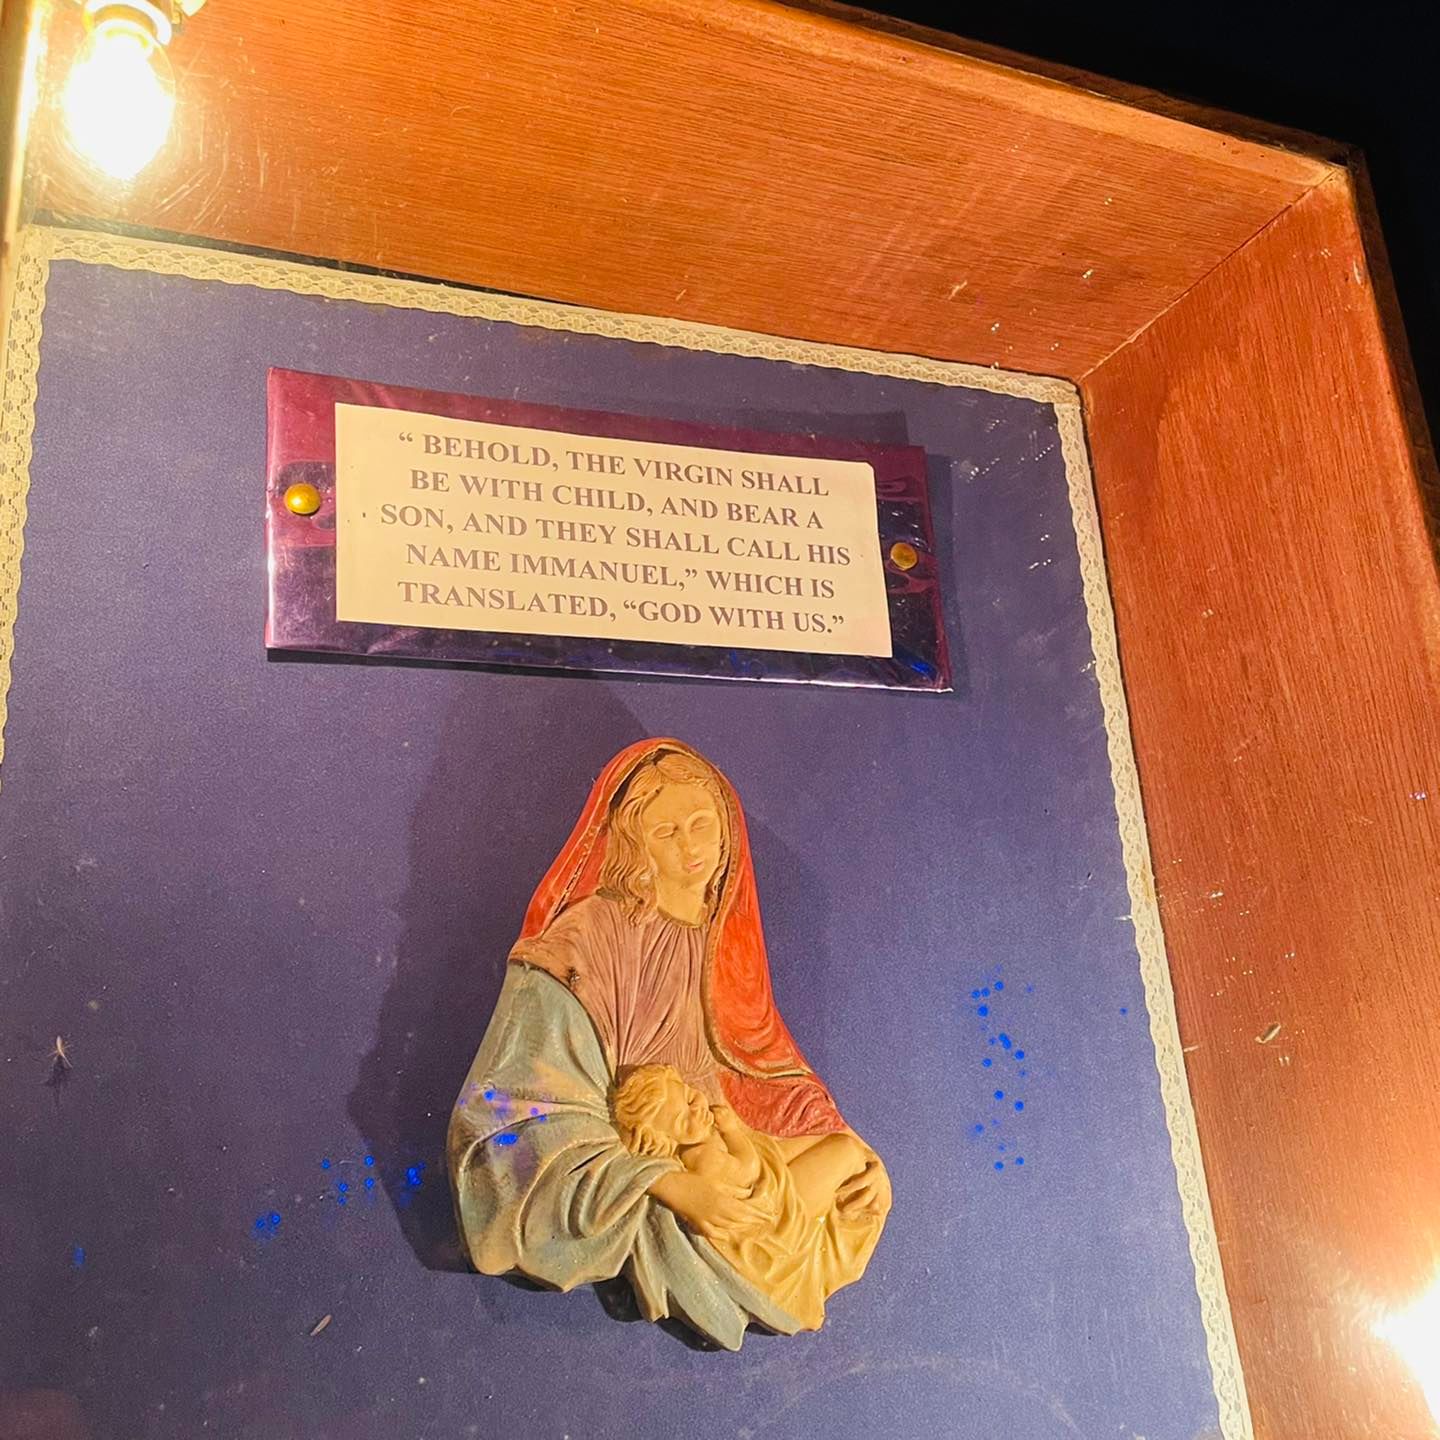 “ BEHOLD, THE VIRGIN SHALL
BE WITH CHILD, AND BEAR A
SON, AND THEY SHALL CALL HIS
NAME IMMANUEL,” WHICH IS
TRANSLATED, “GOD WITH US.”